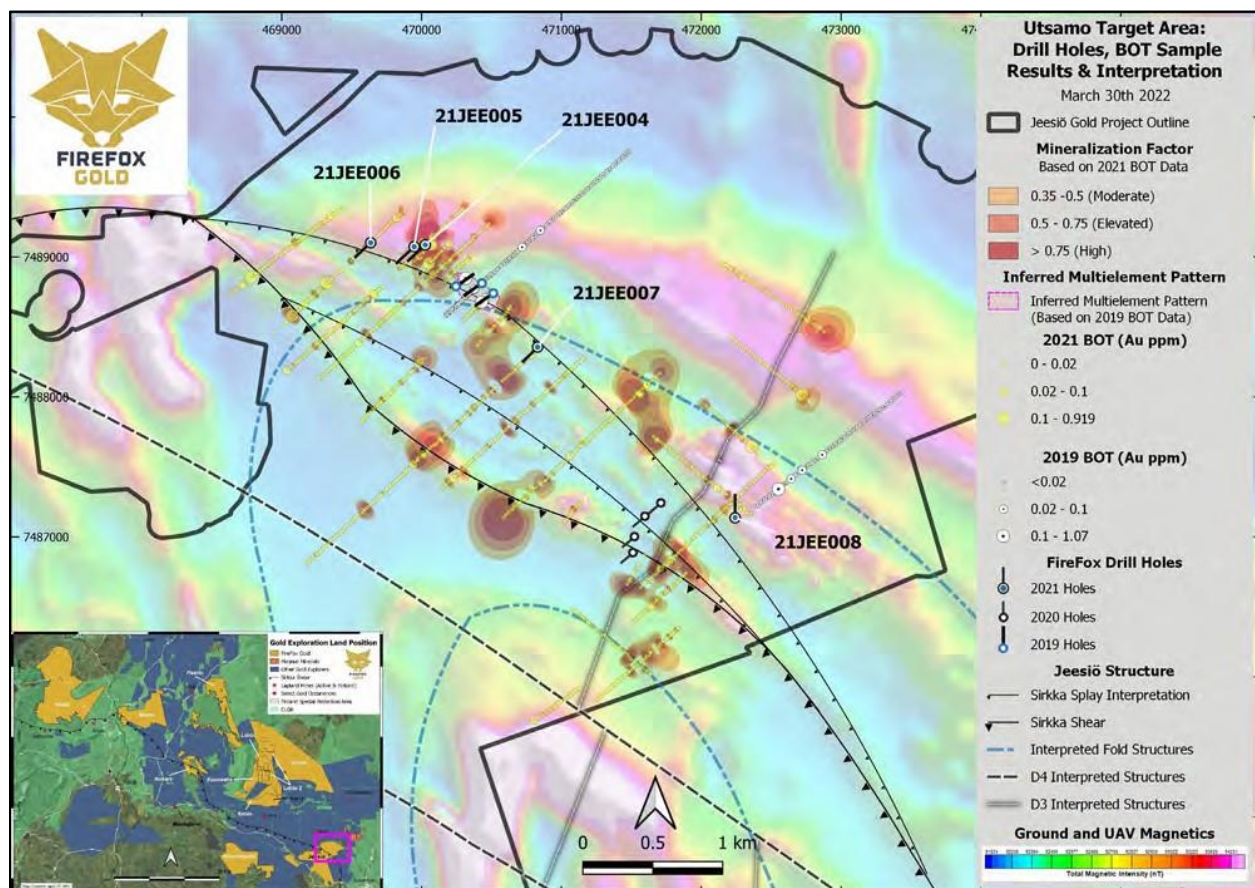 FIREFOX
GOLD
469000
470000
471000
472000
473000
7489000
7488000
7487000
21JEE005
21JEE004
21JEE006
21JEE007
21JEE008
0 0.5 1 km
Utsamo Target Area:
Drill Holes, BOT Sample
Results & Interpretation
March 30th 2022
Jeesiö Gold Project Outline
Mineralization Factor
Based on 2021 BOT Data
0.35 -0.5 (Moderate)
0.5 - 0.75 (Elevated)
> 0.75 (High)
Inferred Multielement Pattern
Inferred Multielement Pattern
(Based on 2019 BOT Data)
2021 BOT (Au ppm)
0 - 0.02
0.02 - 0.1
0.1 - 0.919
2019 BOT (Au ppm)
<0.02
0.02 - 0.1
0.1 - 1.07
FireFox Drill Holes
2021 Holes
2020 Holes
2019 Holes
Jeesiö Structure
Sirkka Splay Interpretation
Sirkka Shear
Interpreted Fold Structures
D4 Interpreted Structures
D3 Interpreted Structures
Ground and UAV Magnetics
Total Magnetic Intensity (nT)
Gold Exploration Land Position
FireFox Gold
Other Gold Explorers
Sirkka Shear